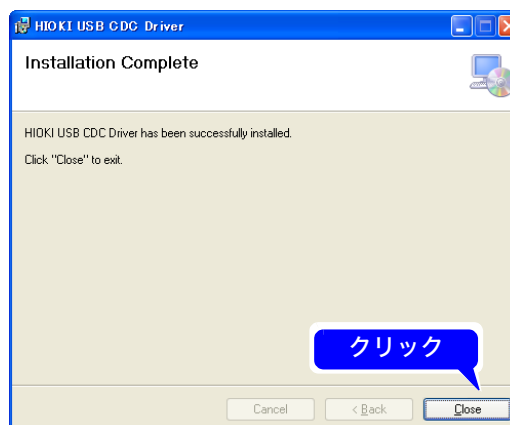 HIOKI USB CDC Driver
Installation Complete
HIOKI USB CDC Driver has been successfully installed.
Click "Close" to exit.
クリック
Cancel
< Back
Close